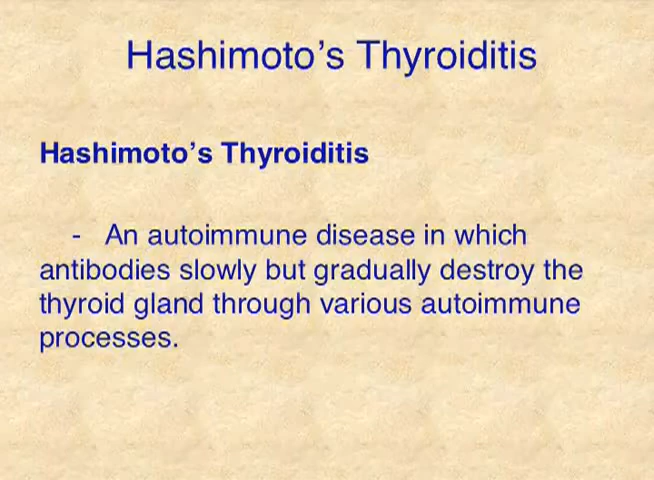 Hashimoto’s Thyroiditis
Hashimoto’s Thyroiditis
- An autoimmune disease in which
antibodies slowly but gradually destroy the
thyroid gland through various autoimmune
processes.